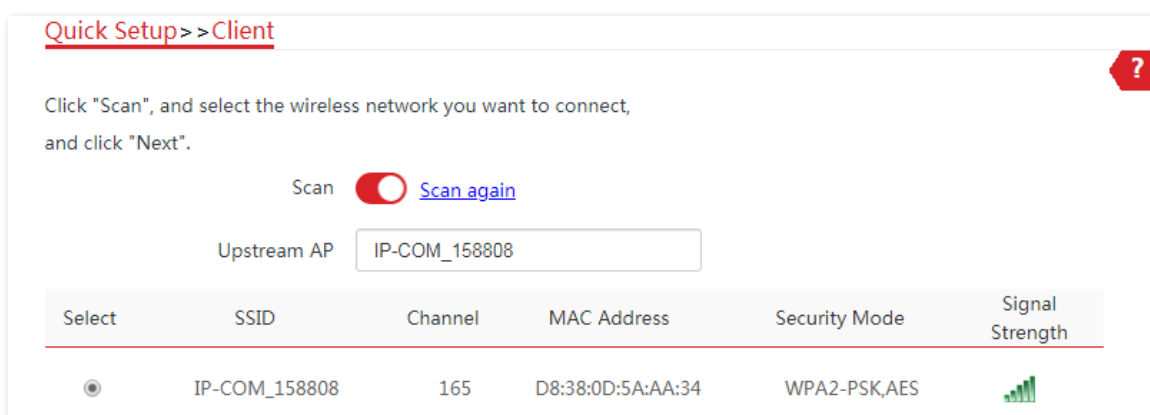 Quick Setup>>Client
?
Click "Scan", and select the wireless network you want to connect,
and click "Next".
Scan Scan again
Upstream AP IP-COM_158808
Select SSID Channel MAC Address Security Mode Signal Strength
IP-COM_158808 165 D8:38:0D:5A:AA:34 WPA2-PSK,AES